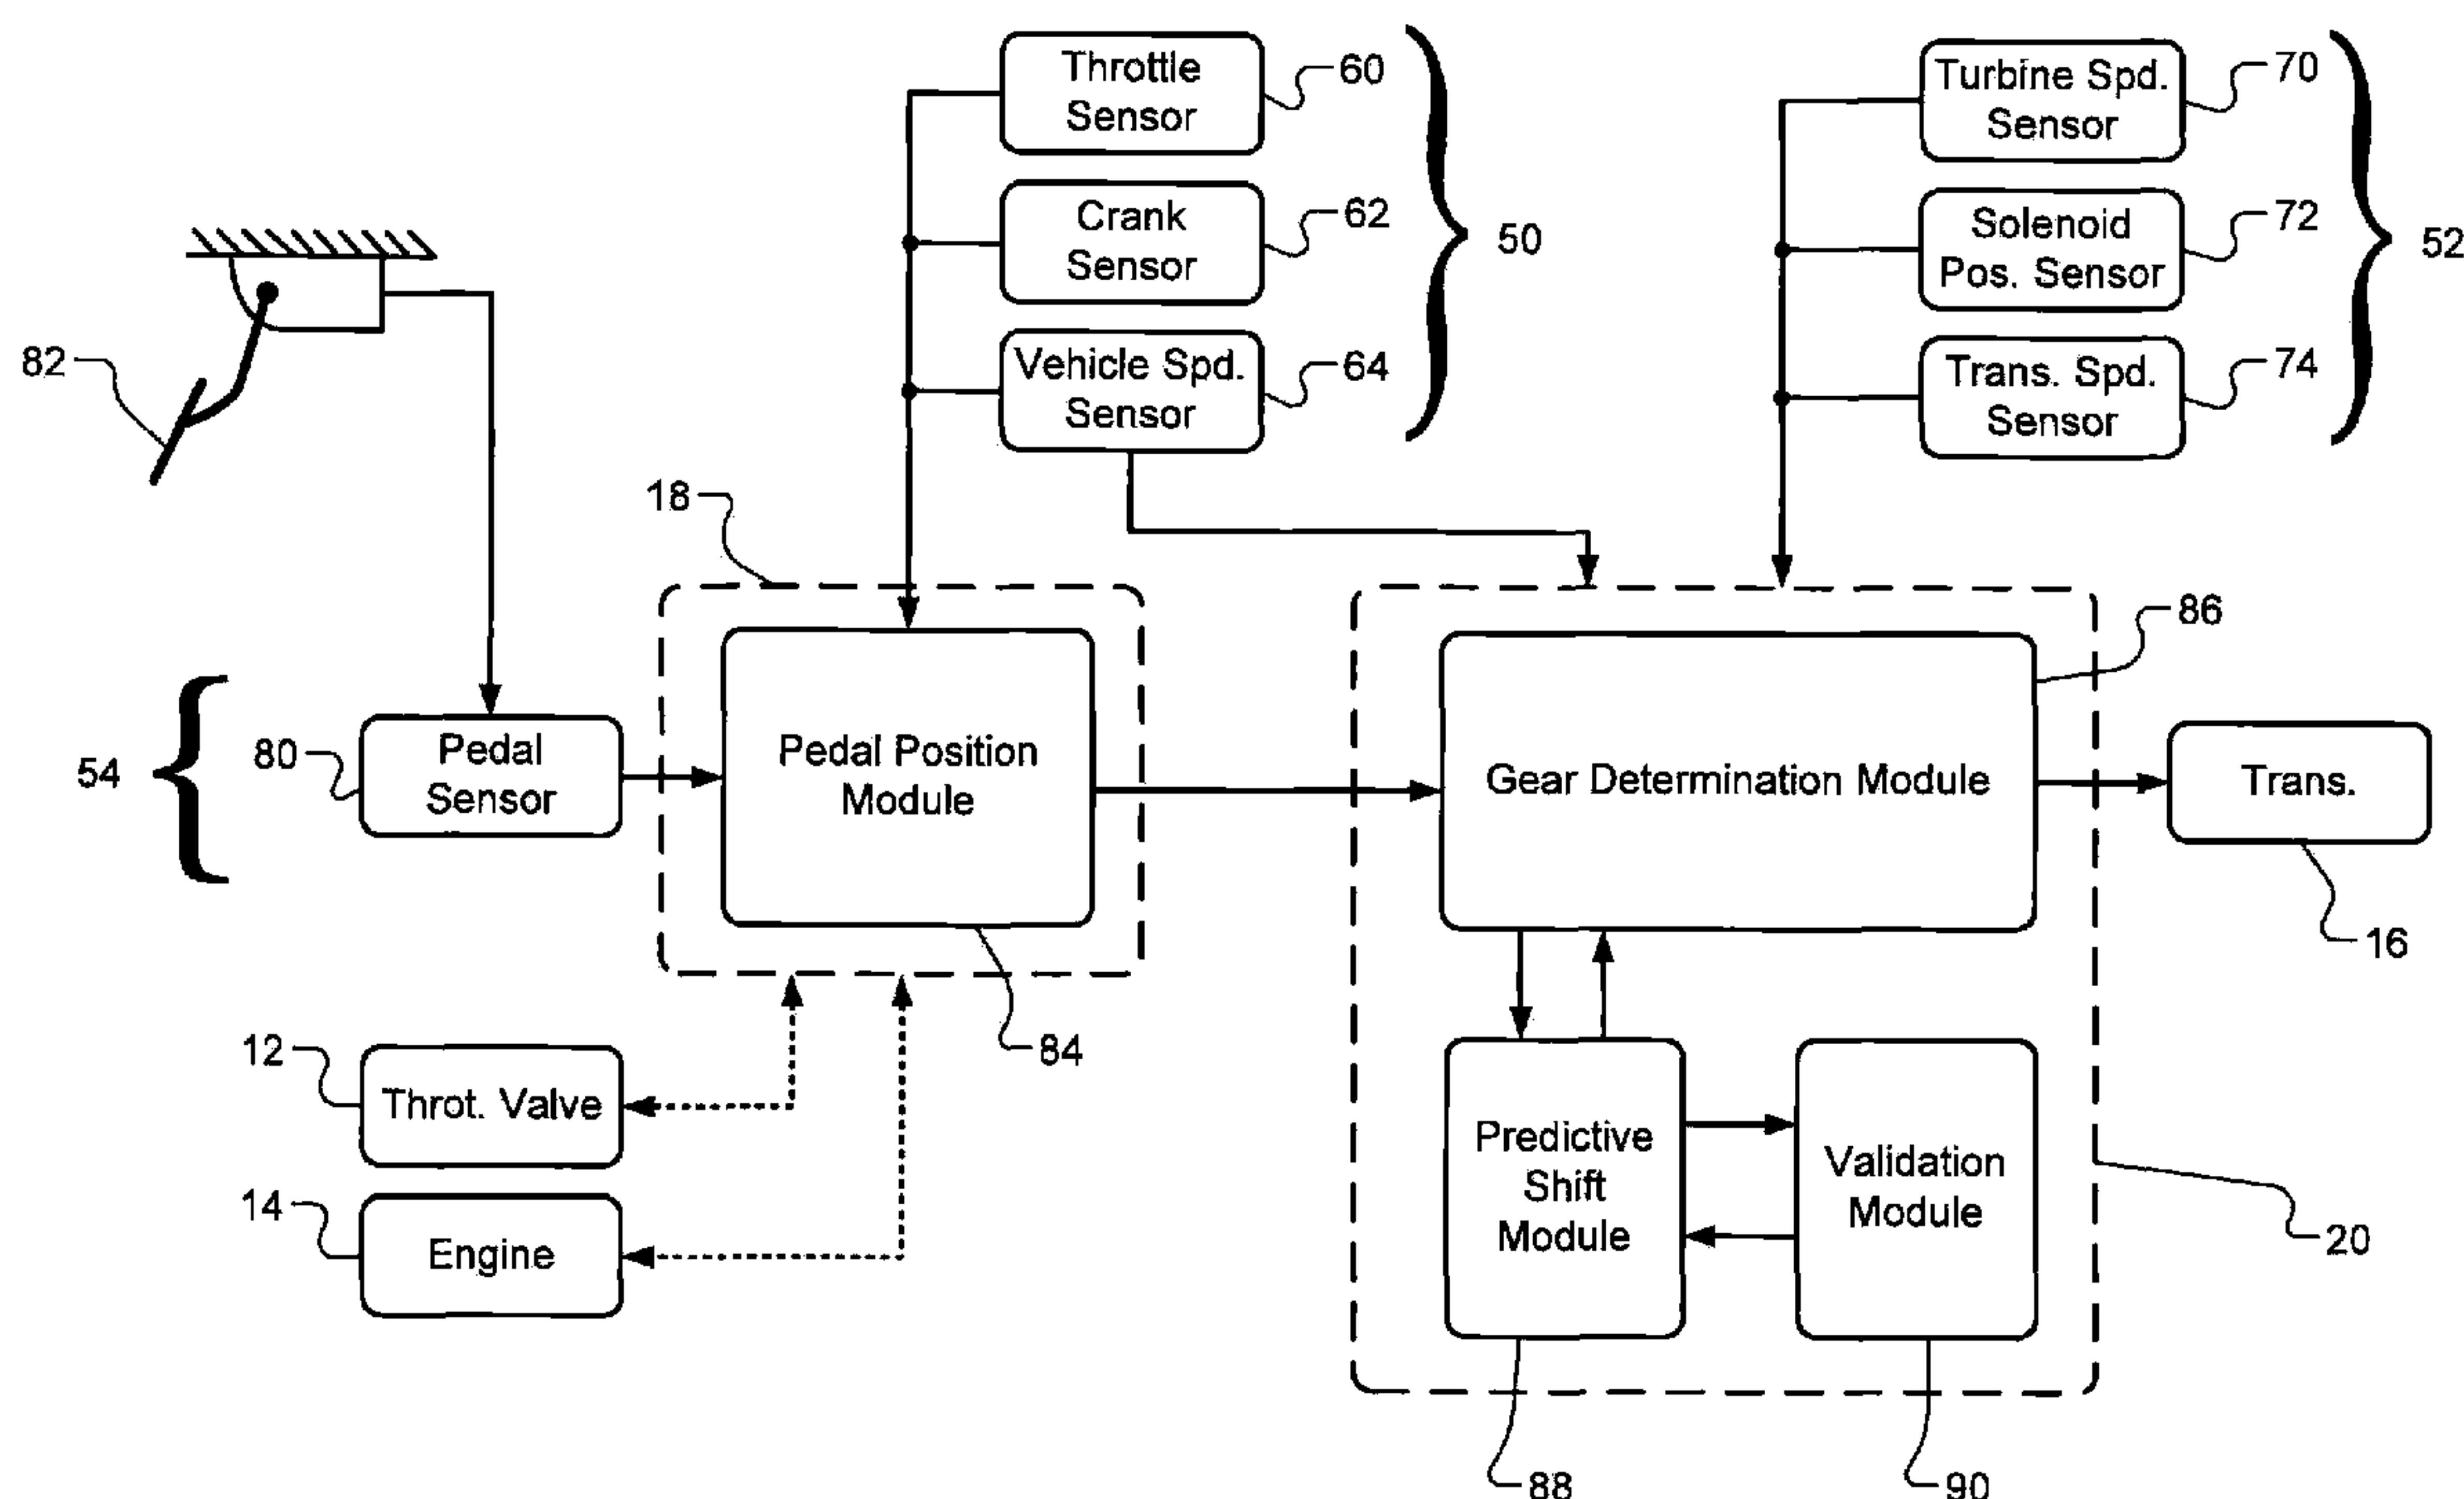 Throttle
Sensor
60
Crank
Sensor
62
Vehicle Spd.
Sensor
64
50
Turbine Spd.
Sensor
70
Solenoid
Pos. Sensor
72
Trans. Spd.
Sensor
74
52
82
18
54
80
Pedal
Sensor
Pedal Position
Module
84
86
Gear Determination Module
Trans.
16
12
Throt. Valve
14
Engine
Predictive
Shift
Module
Validation
Module
20
88
90